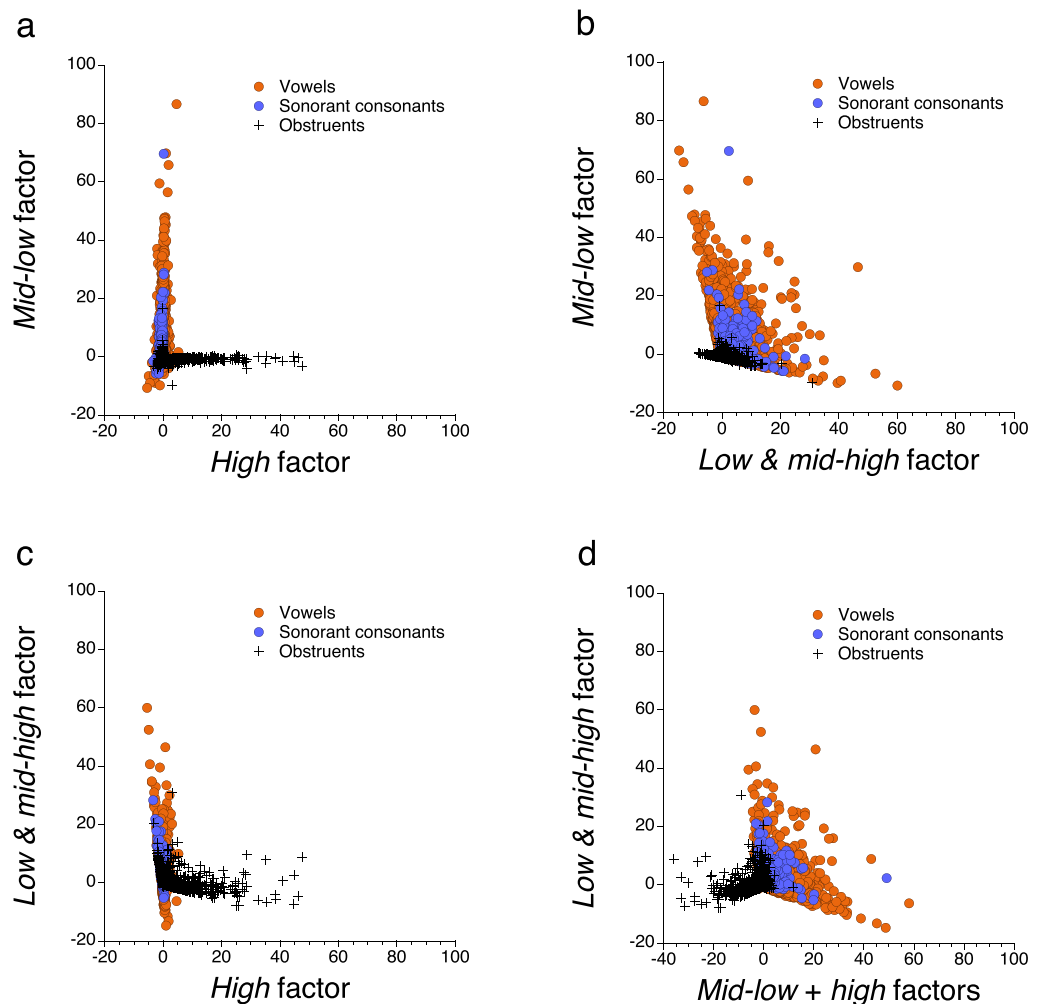 a
100
80
60
40
20
0
-20
-20 0 20 40 60 80 100
Mid-low factor
High factor
Vowels
Sonorant consonants
Obstruents
b
100
80
60
40
20
0
-20
-20 0 20 40 60 80 100
Mid-low factor
Low & mid-high factor
Vowels
Sonorant consonants
Obstruents
c
100
80
60
40
20
0
-20
-20 0 20 40 60 80 100
Low & mid-high factor
High factor
Vowels
Sonorant consonants
Obstruents
d
100
80
60
40
20
0
-20
-40 -20 0 20 40 60 80 100
Low & mid-high factor
Mid-low + high factors
Vowels
Sonorant consonants
Obstruents